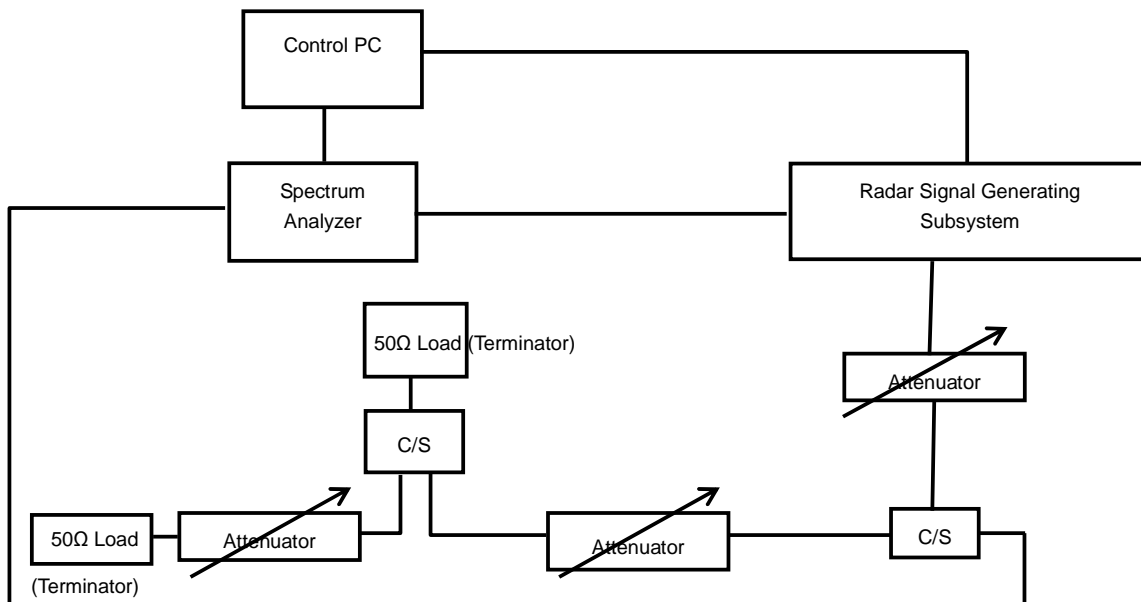 Control PC
Spectrum
Analyzer
Radar Signal Generating
Subsystem
50Ω Load (Terminator)
Attenuator
C/S
50Ω Load
(Terminator)
Attenuator
Attenuator
C/S